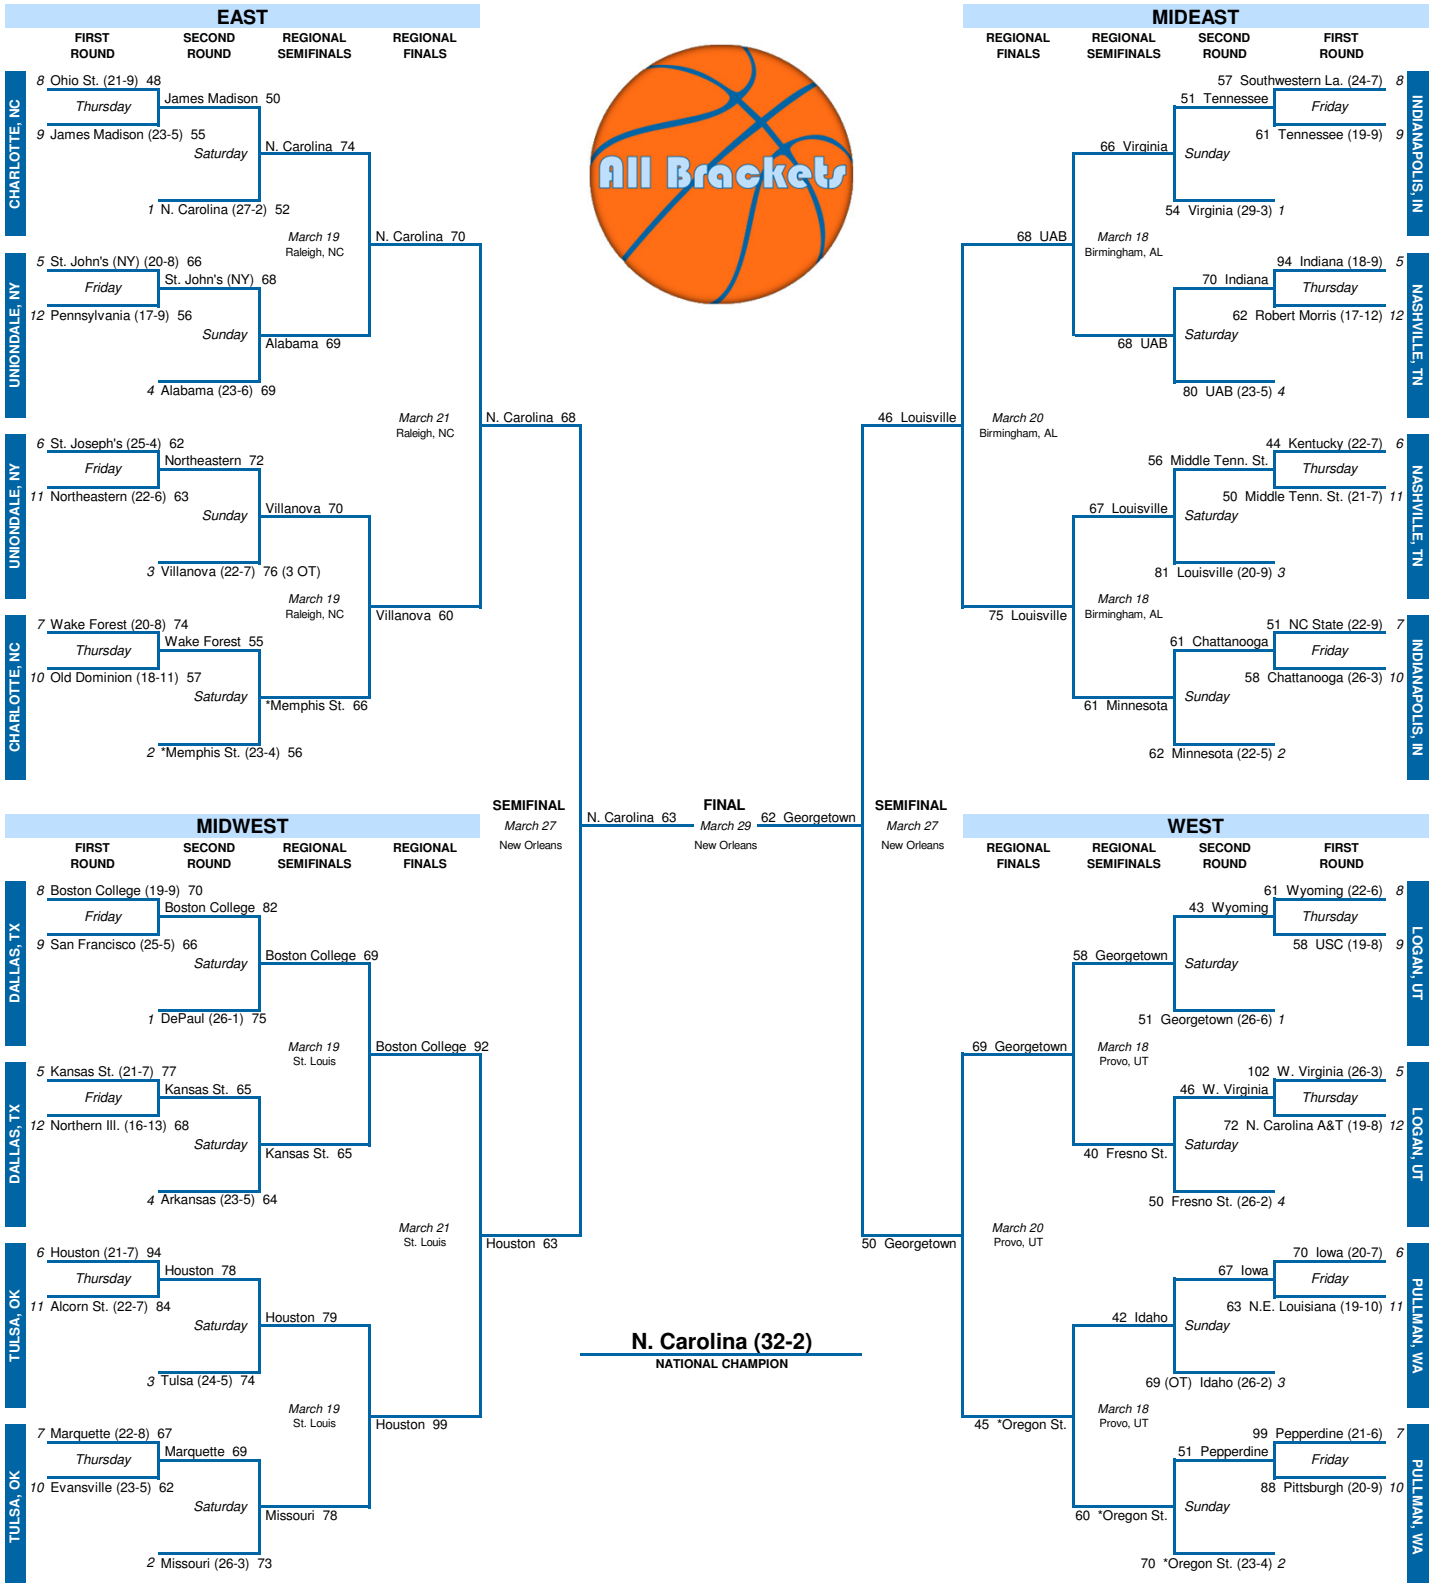 EAST
FIRST ROUND
SECOND ROUND
REGIONAL SEMIFINALS
REGIONAL FINALS
CHARLOTTE, NC
8 Ohio St. (21-9) 48
Thursday
9 James Madison (23-5) 55
James Madison 50
Saturday
1 N. Carolina (27-2) 52
N. Carolina 74
March 19
Raleigh, NC
N. Carolina 70
UNIONDALE, NY
5 St. John's (NY) (20-8) 66
Friday
12 Pennsylvania (17-9) 56
St. John's (NY) 68
Sunday
4 Alabama (23-6) 69
Alabama 69
March 21
Raleigh, NC
N. Carolina 68
UNIONDALE, NY
6 St. Joseph's (25-4) 62
Friday
11 Northeastern (22-6) 63
Northeastern 72
Sunday
3 Villanova (22-7) 76 (3 OT)
Villanova 70
March 19
Raleigh, NC
Villanova 60
CHARLOTTE, NC
7 Wake Forest (20-8) 74
Thursday
10 Old Dominion (18-11) 57
Wake Forest 55
Saturday
2 *Memphis St. (23-4) 56
*Memphis St. 66
All Brackets
MIDEAST
REGIONAL FINALS
REGIONAL SEMIFINALS
SECOND ROUND
FIRST ROUND
INDIANAPOLIS, IN
57 Southwestern La. (24-7) 8
Friday
61 Tennessee (19-9) 9
51 Tennessee
Sunday
54 Virginia (29-3) 1
66 Virginia
March 18
Birmingham, AL
68 UAB
NASHVILLE, TN
94 Indiana (18-9) 5
Thursday
62 Robert Morris (17-12) 12
70 Indiana
Saturday
80 UAB (23-5) 4
68 UAB
March 20
Birmingham, AL
46 Louisville
NASHVILLE, TN
44 Kentucky (22-7) 6
Thursday
50 Middle Tenn. St. (21-7) 11
56 Middle Tenn. St.
Saturday
81 Louisville (20-9) 3
67 Louisville
March 18
Birmingham, AL
75 Louisville
INDIANAPOLIS, IN
51 NC State (22-9) 7
Friday
58 Chattanooga (26-3) 10
61 Chattanooga
Sunday
62 Minnesota (22-5) 2
61 Minnesota
SEMIFINAL
March 27
New Orleans
N. Carolina 63
FINAL
March 29
New Orleans
62 Georgetown
SEMIFINAL
March 27
New Orleans
MIDWEST
FIRST ROUND
SECOND ROUND
REGIONAL SEMIFINALS
REGIONAL FINALS
DALLAS, TX
8 Boston College (19-9) 70
Friday
9 San Francisco (25-5) 66
Boston College 82
Saturday
1 DePaul (26-1) 75
Boston College 69
March 19
St. Louis
Boston College 92
DALLAS, TX
5 Kansas St. (21-7) 77
Friday
12 Northern Ill. (16-13) 68
Kansas St. 65
Saturday
4 Arkansas (23-5) 64
Kansas St. 65
March 21
St. Louis
Houston 63
TULSA, OK
6 Houston (21-7) 94
Thursday
11 Alcorn St. (22-7) 84
Houston 78
Saturday
3 Tulsa (24-5) 74
Houston 79
March 19
St. Louis
Houston 99
TULSA, OK
7 Marquette (22-8) 67
Thursday
10 Evansville (23-5) 62
Marquette 69
Saturday
2 Missouri (26-3) 73
Missouri 78
N. Carolina (32-2)
NATIONAL CHAMPION
WEST
REGIONAL FINALS
REGIONAL SEMIFINALS
SECOND ROUND
FIRST ROUND
LOGAN, UT
61 Wyoming (22-6) 8
Thursday
58 USC (19-8) 9
43 Wyoming
Saturday
51 Georgetown (26-6) 1
58 Georgetown
March 18
Provo, UT
69 Georgetown
LOGAN, UT
102 W. Virginia (26-3) 5
Thursday
72 N. Carolina A&T (19-8) 12
46 W. Virginia
Saturday
50 Fresno St. (26-2) 4
40 Fresno St.
March 20
Provo, UT
50 Georgetown
PULLMAN, WA
70 Iowa (20-7) 6
Friday
63 N.E. Louisiana (19-10) 11
67 Iowa
Sunday
69 (OT) Idaho (26-2) 3
42 Idaho
March 18
Provo, UT
45 *Oregon St.
PULLMAN, WA
99 Pepperdine (21-6) 7
Friday
88 Pittsburgh (20-9) 10
51 Pepperdine
Sunday
70 *Oregon St. (23-4) 2
60 *Oregon St.